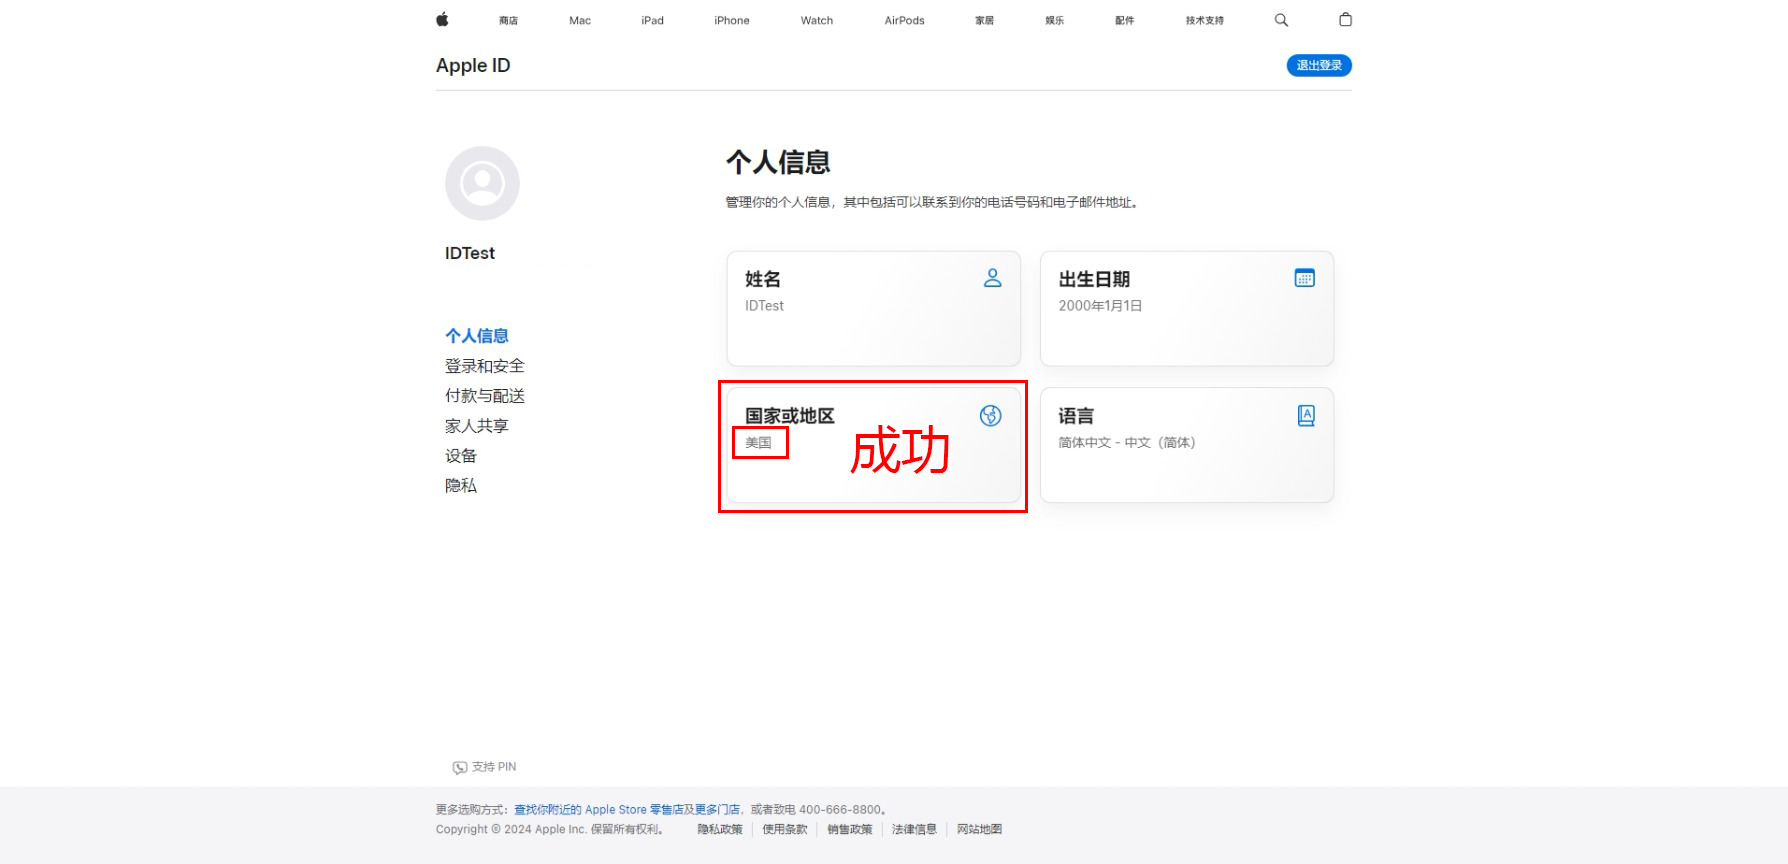 商店 Mac iPad iPhone Watch AirPods 家居 娱乐 配件 技术支持
Apple ID
退出登录
IDTest
个人信息
登录和安全
付款与配送
家人共享
设备
隐私
个人信息
管理你的个人信息，其中包括可以联系到你的电话号码和电子邮件地址。
姓名
IDTest
出生日期
2000年1月1日
国家或地区
美国
成功
语言
简体中文 - 中文（简体）
支持 PIN
更多选购方式：查找你附近的 Apple Store 零售店及更多门店，或者致电 400-666-8800。
Copyright © 2024 Apple Inc. 保留所有权利。 隐私政策 使用条款 销售政策 法律信息 网站地图